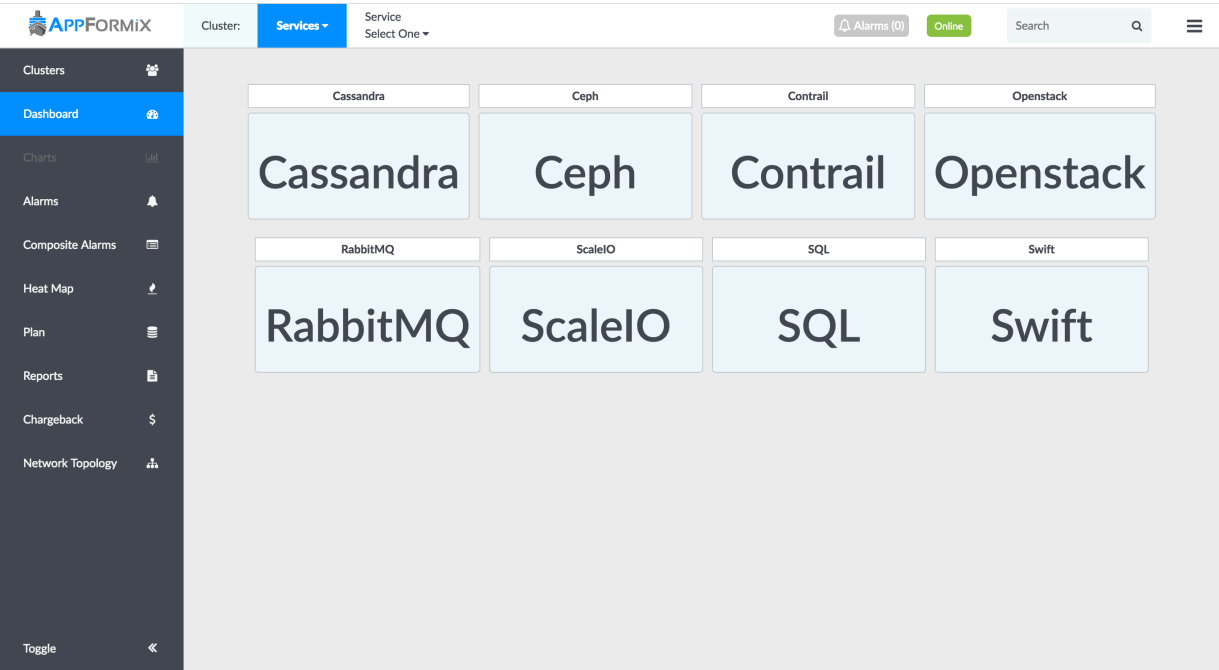 APPFORMIX
Cluster:
Services
Service
Select One
Alarms (0)
Online
Search
Clusters
Dashboard
Charts
Alarms
Composite Alarms
Heat Map
Plan
Reports
Chargeback
Network Topology
Toggle
Cassandra
Ceph
Contrail
Openstack
Cassandra
Ceph
Contrail
Openstack
RabbitMQ
ScaleIO
SQL
Swift
RabbitMQ
ScaleIO
SQL
Swift